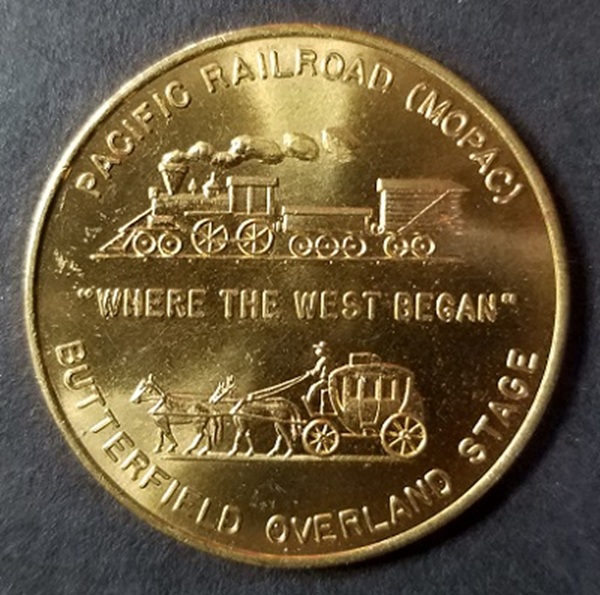 PACIFIC RAILROAD (MOPAC)
"WHERE THE WEST BEGAN"
BUTTERFIELD OVERLAND STAGE